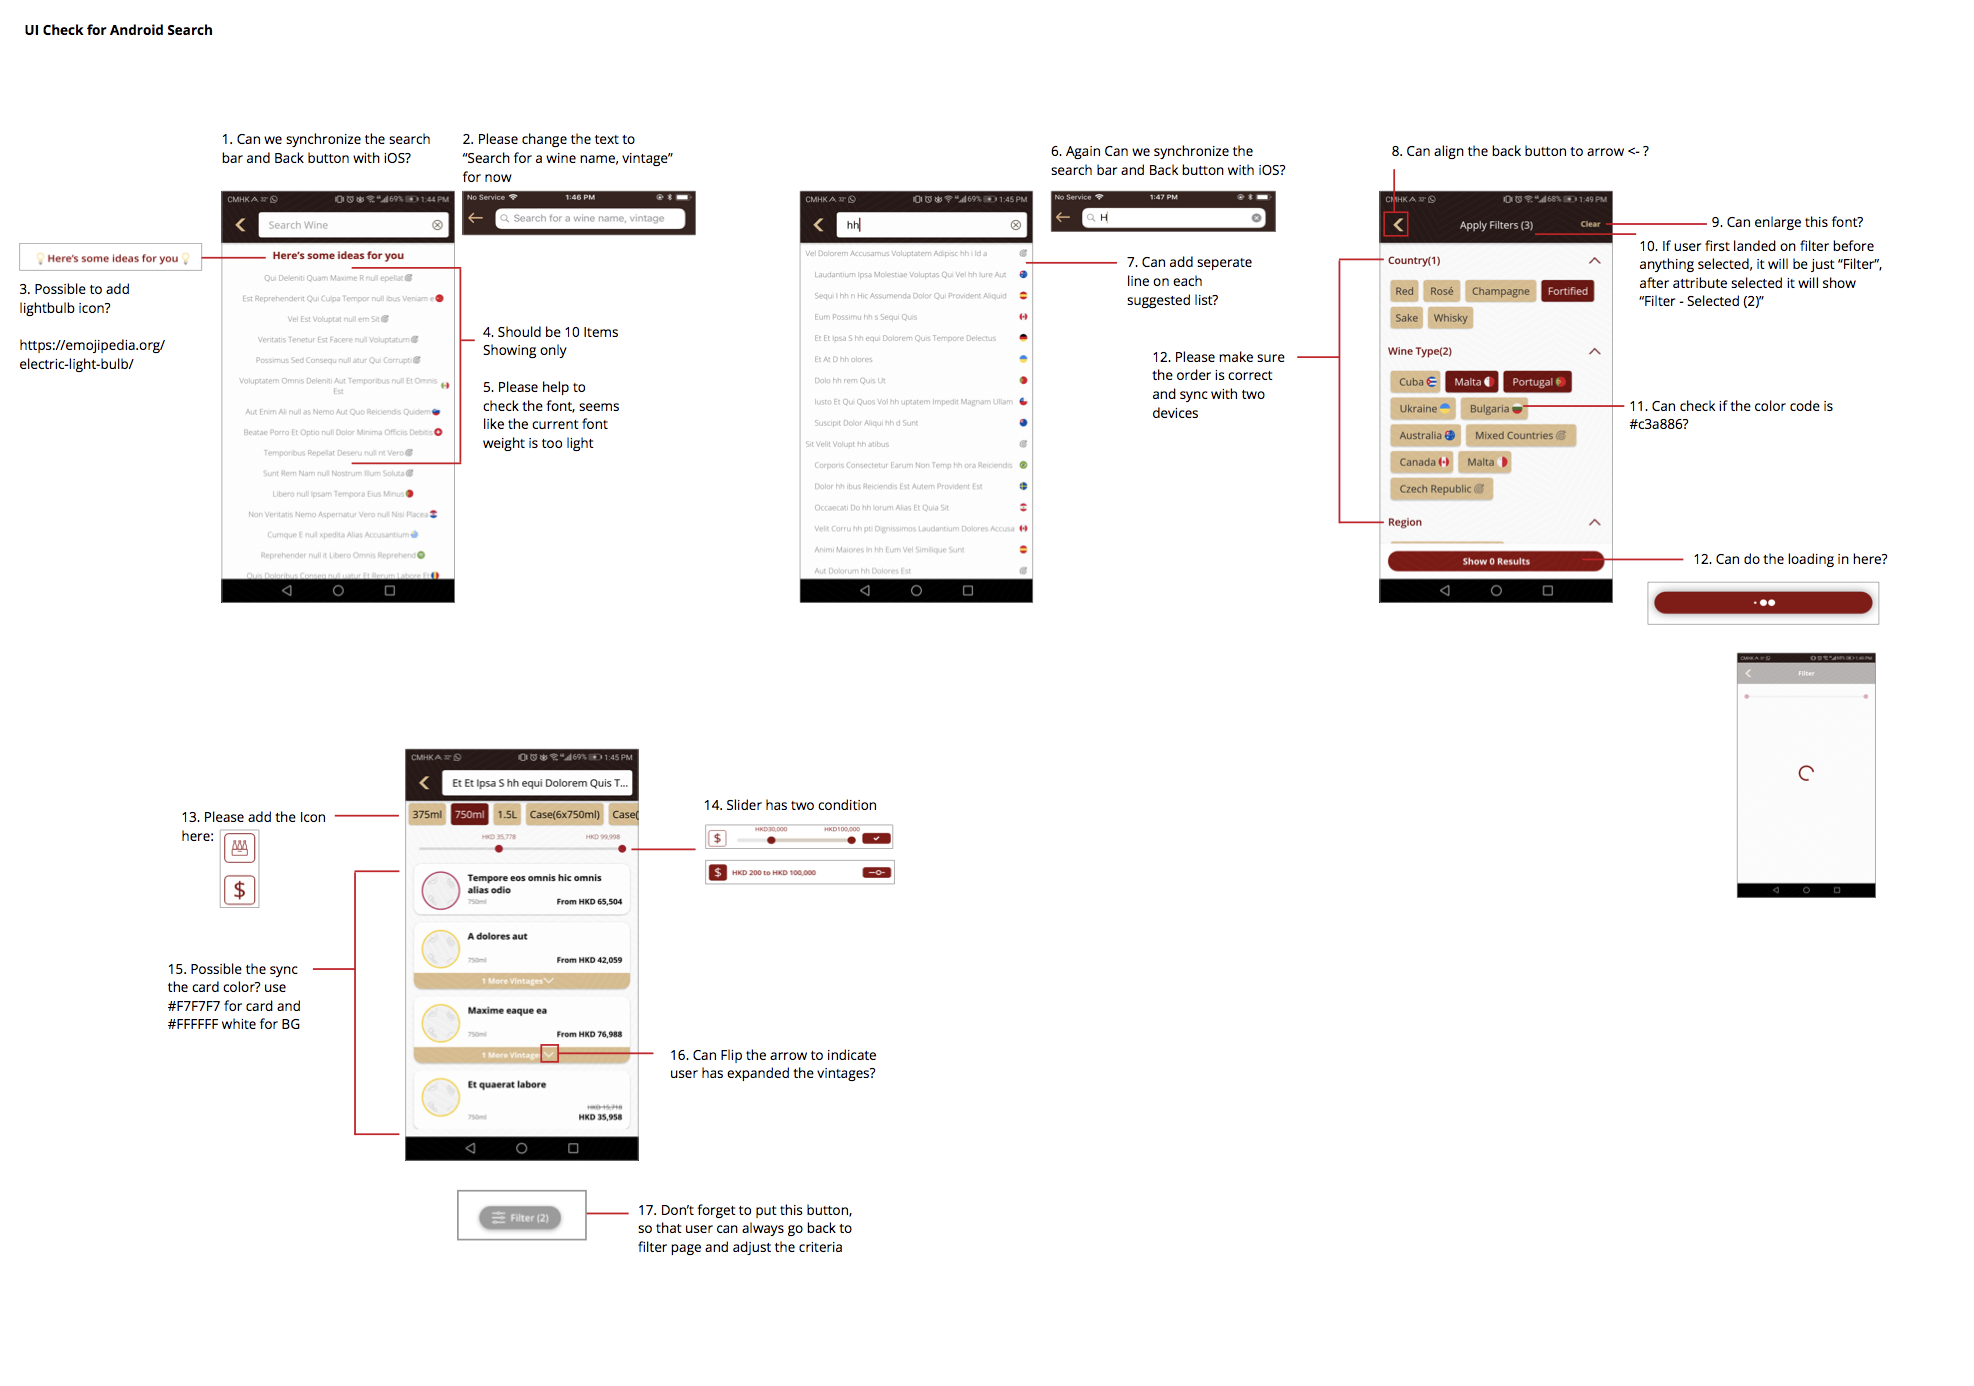 UI Check for Android Search
1. Can we synchronize the search
bar and Back button with iOS?
2. Please change the text to
“Search for a wine name, vintage”
for now
CMHK 69% 1:44 PM
Search Wine
No Service 1:46 PM
Search for a wine name, vintage
Here's some ideas for you
3. Possible to add
lightbulb icon?
https://emojipedia.org/
electric-light-bulb/
Here's some ideas for you
Qui Deleniti Quam Maxime R null epellat
Est Reprehenderit Qui Culpa Tempor null ibus Veniam e
Vel Est Voluptat null em Sit
Veritatis Tenetur Est Facere null Voluptatum
Possimus Sed Consequ null atur Qui Corrupti
Voluptatem Omnis Deleniti Aut Temporibus null Et Omnis
Est
Aut Enim Ali null as Nemo Aut Quo Reiciendis Quidem
Beatae Porro Et Optio null Dolor Minima Officiis Debitis
Temporibus Repellat Deseru null nt Vero
Sunt Rem Nam null Nostrum Illum Soluta
Libero null Ipsam Tempora Eius Minus
Non Veritatis Nemo Aspernatur Vero null Nisi Placea
Cumque E null xpedita Alias Accusantium
Reprehender null it Libero Omnis Reprehend
Quis Doloribus Conseq null uatur Et Rerum Labore Et
4. Should be 10 Items
Showing only
5. Please help to
check the font, seems
like the current font
weight is too light
CMHK 69% 1:45 PM
hh
Vel Dolorem Accusamus Voluptatem Adipisc hh i Id a
Laudantium Ipsa Molestiae Voluptas Qui Vel hh Iure Aut
Sequi I hh n Hic Assumenda Dolor Qui Provident Aliquid
Eum Possimu hh s Sequi Quis
Et Et Ipsa S hh equi Dolorem Quis Tempore Delectus
Et At D hh olores
Dolo hh rem Quis Ut
Iusto Et Qui Quos Vol hh uptatem Impedit Magnam Ullam
Suscipit Dolor Aliqui hh d Sunt
Sit Velit Volupt hh atibus
Corporis Consectetur Earum Non Temp hh ora Reiciendis
Dolor hh ibus Reiciendis Est Autem Provident Est
Occaecati Do hh lorum Alias Et Quia Sit
Velit Corru hh pti Dignissimos Laudantium Dolores Accusa
Animi Maiores In hh Eum Vel Similique Sunt
Aut Dolorum hh Dolores Est
6. Again Can we synchronize the
search bar and Back button with iOS?
No Service 1:47 PM
H
7. Can add seperate
line on each
suggested list?
8. Can align the back button to arrow <- ?
CMHK 68% 1:49 PM
Apply Filters (3) Clear
Country(1)
Red Rosé Champagne Fortified
Sake Whisky
Wine Type(2)
Cuba Malta Portugal
Ukraine Bulgaria
Australia Mixed Countries
Canada Malta
Czech Republic
Region
Show 0 Results
9. Can enlarge this font?
10. If user first landed on filter before
anything selected, it will be just “Filter”,
after attribute selected it will show
“Filter - Selected (2)”
12. Please make sure
the order is correct
and sync with two
devices
11. Can check if the color code is
#c3a886?
12. Can do the loading in here?
Filter
CMHK 69% 1:45 PM
Et Et Ipsa S hh equi Dolorem Quis T...
375ml 750ml 1.5L Case(6x750ml) Case(
HKD 35,778 HKD 99,998
Tempore eos omnis hic omnis
alias odio
750ml From HKD 65,504
A dolores aut
750ml From HKD 42,059
1 More Vintages
Maxime eaque ea
750ml From HKD 76,988
1 More Vintage
Et quaerat labore
HKD 15,718
750ml HKD 35,958
13. Please add the Icon
here:
$
14. Slider has two condition
$ HKD30,000 HKD100,000
$ HKD 200 to HKD 100,000
15. Possible the sync
the card color? use
#F7F7F7 for card and
#FFFFFF white for BG
16. Can Flip the arrow to indicate
user has expanded the vintages?
Filter (2)
17. Don't forget to put this button,
so that user can always go back to
filter page and adjust the criteria